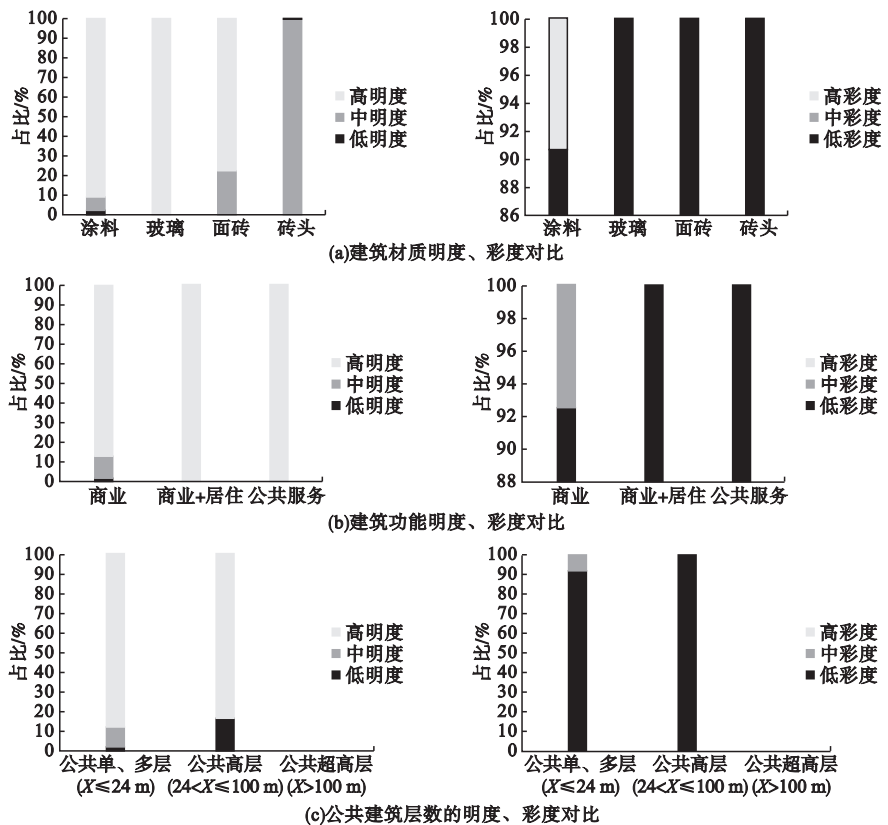 占比/%
100
90
80
70
60
50
40
30
20
10
0
涂料 玻璃 面砖 砖头
高明度
中明度
低明度
占比/%
100
98
96
94
92
90
88
86
涂料 玻璃 面砖 砖头
高彩度
中彩度
低彩度
(a)建筑材质明度、彩度对比
占比/%
100
90
80
70
60
50
40
30
20
10
0
商业 商业+居住 公共服务
高明度
中明度
低明度
占比/%
100
98
96
94
92
90
88
商业 商业+居住 公共服务
高彩度
中彩度
低彩度
(b)建筑功能明度、彩度对比
占比/%
100
90
80
70
60
50
40
30
20
10
0
公共单、多层 公共高层 公共超高层
(X≤24 m) (24<X≤100 m) (X>100 m)
高明度
中明度
低明度
占比/%
100
90
80
70
60
50
40
30
20
10
0
公共单、多层 公共高层 公共超高层
(X≤24 m) (24<X≤100 m) (X>100 m)
高彩度
中彩度
低彩度
(c)公共建筑层数的明度、彩度对比